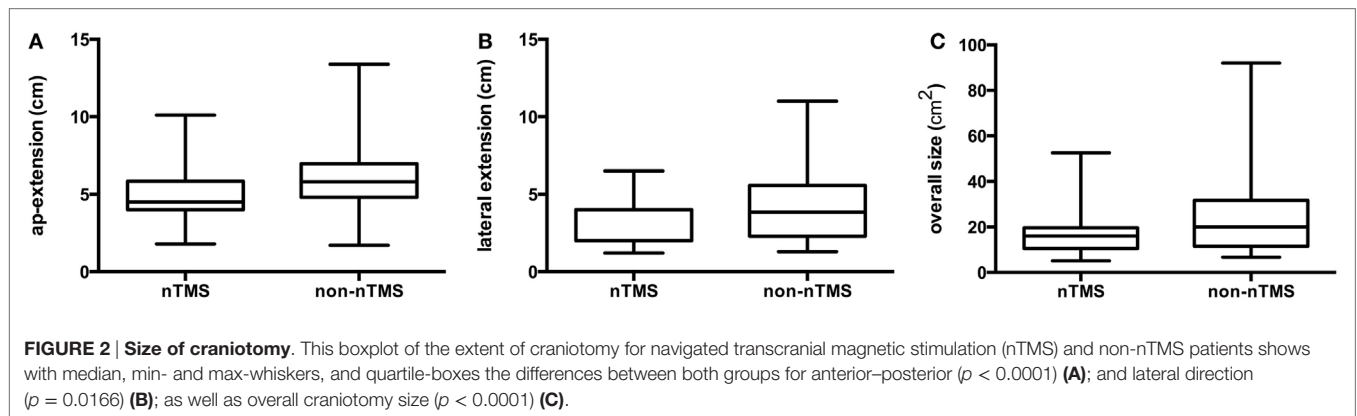 A
15
10
5
0
ap-extension (cm)
nTMS
non-nTMS
B
15
10
5
0
lateral extension (cm)
nTMS
non-nTMS
C
100
80
60
40
20
0
overall size (cm²)
nTMS
non-nTMS
FIGURE 2 | Size of craniotomy. This boxplot of the extent of craniotomy for navigated transcranial magnetic stimulation (nTMS) and non-nTMS patients shows
with median, min- and max-whiskers, and quartile-boxes the differences between both groups for anterior–posterior (p < 0.0001) (A); and lateral direction
(p = 0.0166) (B); as well as overall craniotomy size (p < 0.0001) (C).